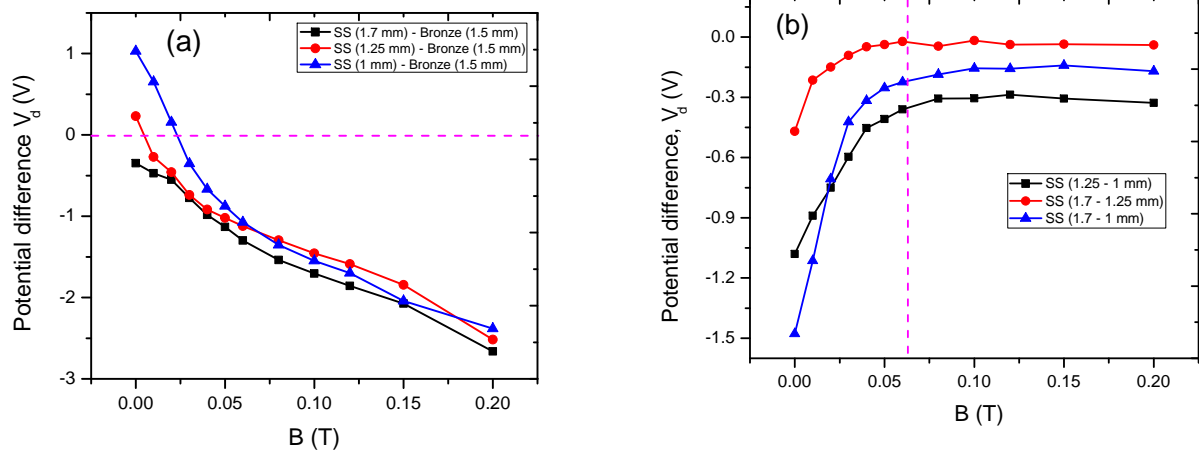 (a)
SS (1.7 mm) - Bronze (1.5 mm)
SS (1.25 mm) - Bronze (1.5 mm)
SS (1 mm) - Bronze (1.5 mm)
Potential difference V_d (V)
1
0
-1
-2
-3
0.00 0.05 0.10 0.15 0.20
B (T)
(b)
SS (1.25 - 1 mm)
SS (1.7 - 1.25 mm)
SS (1.7 - 1 mm)
Potential difference, V_d (V)
0.0
-0.3
-0.6
-0.9
-1.2
-1.5
0.00 0.05 0.10 0.15 0.20
B (T)